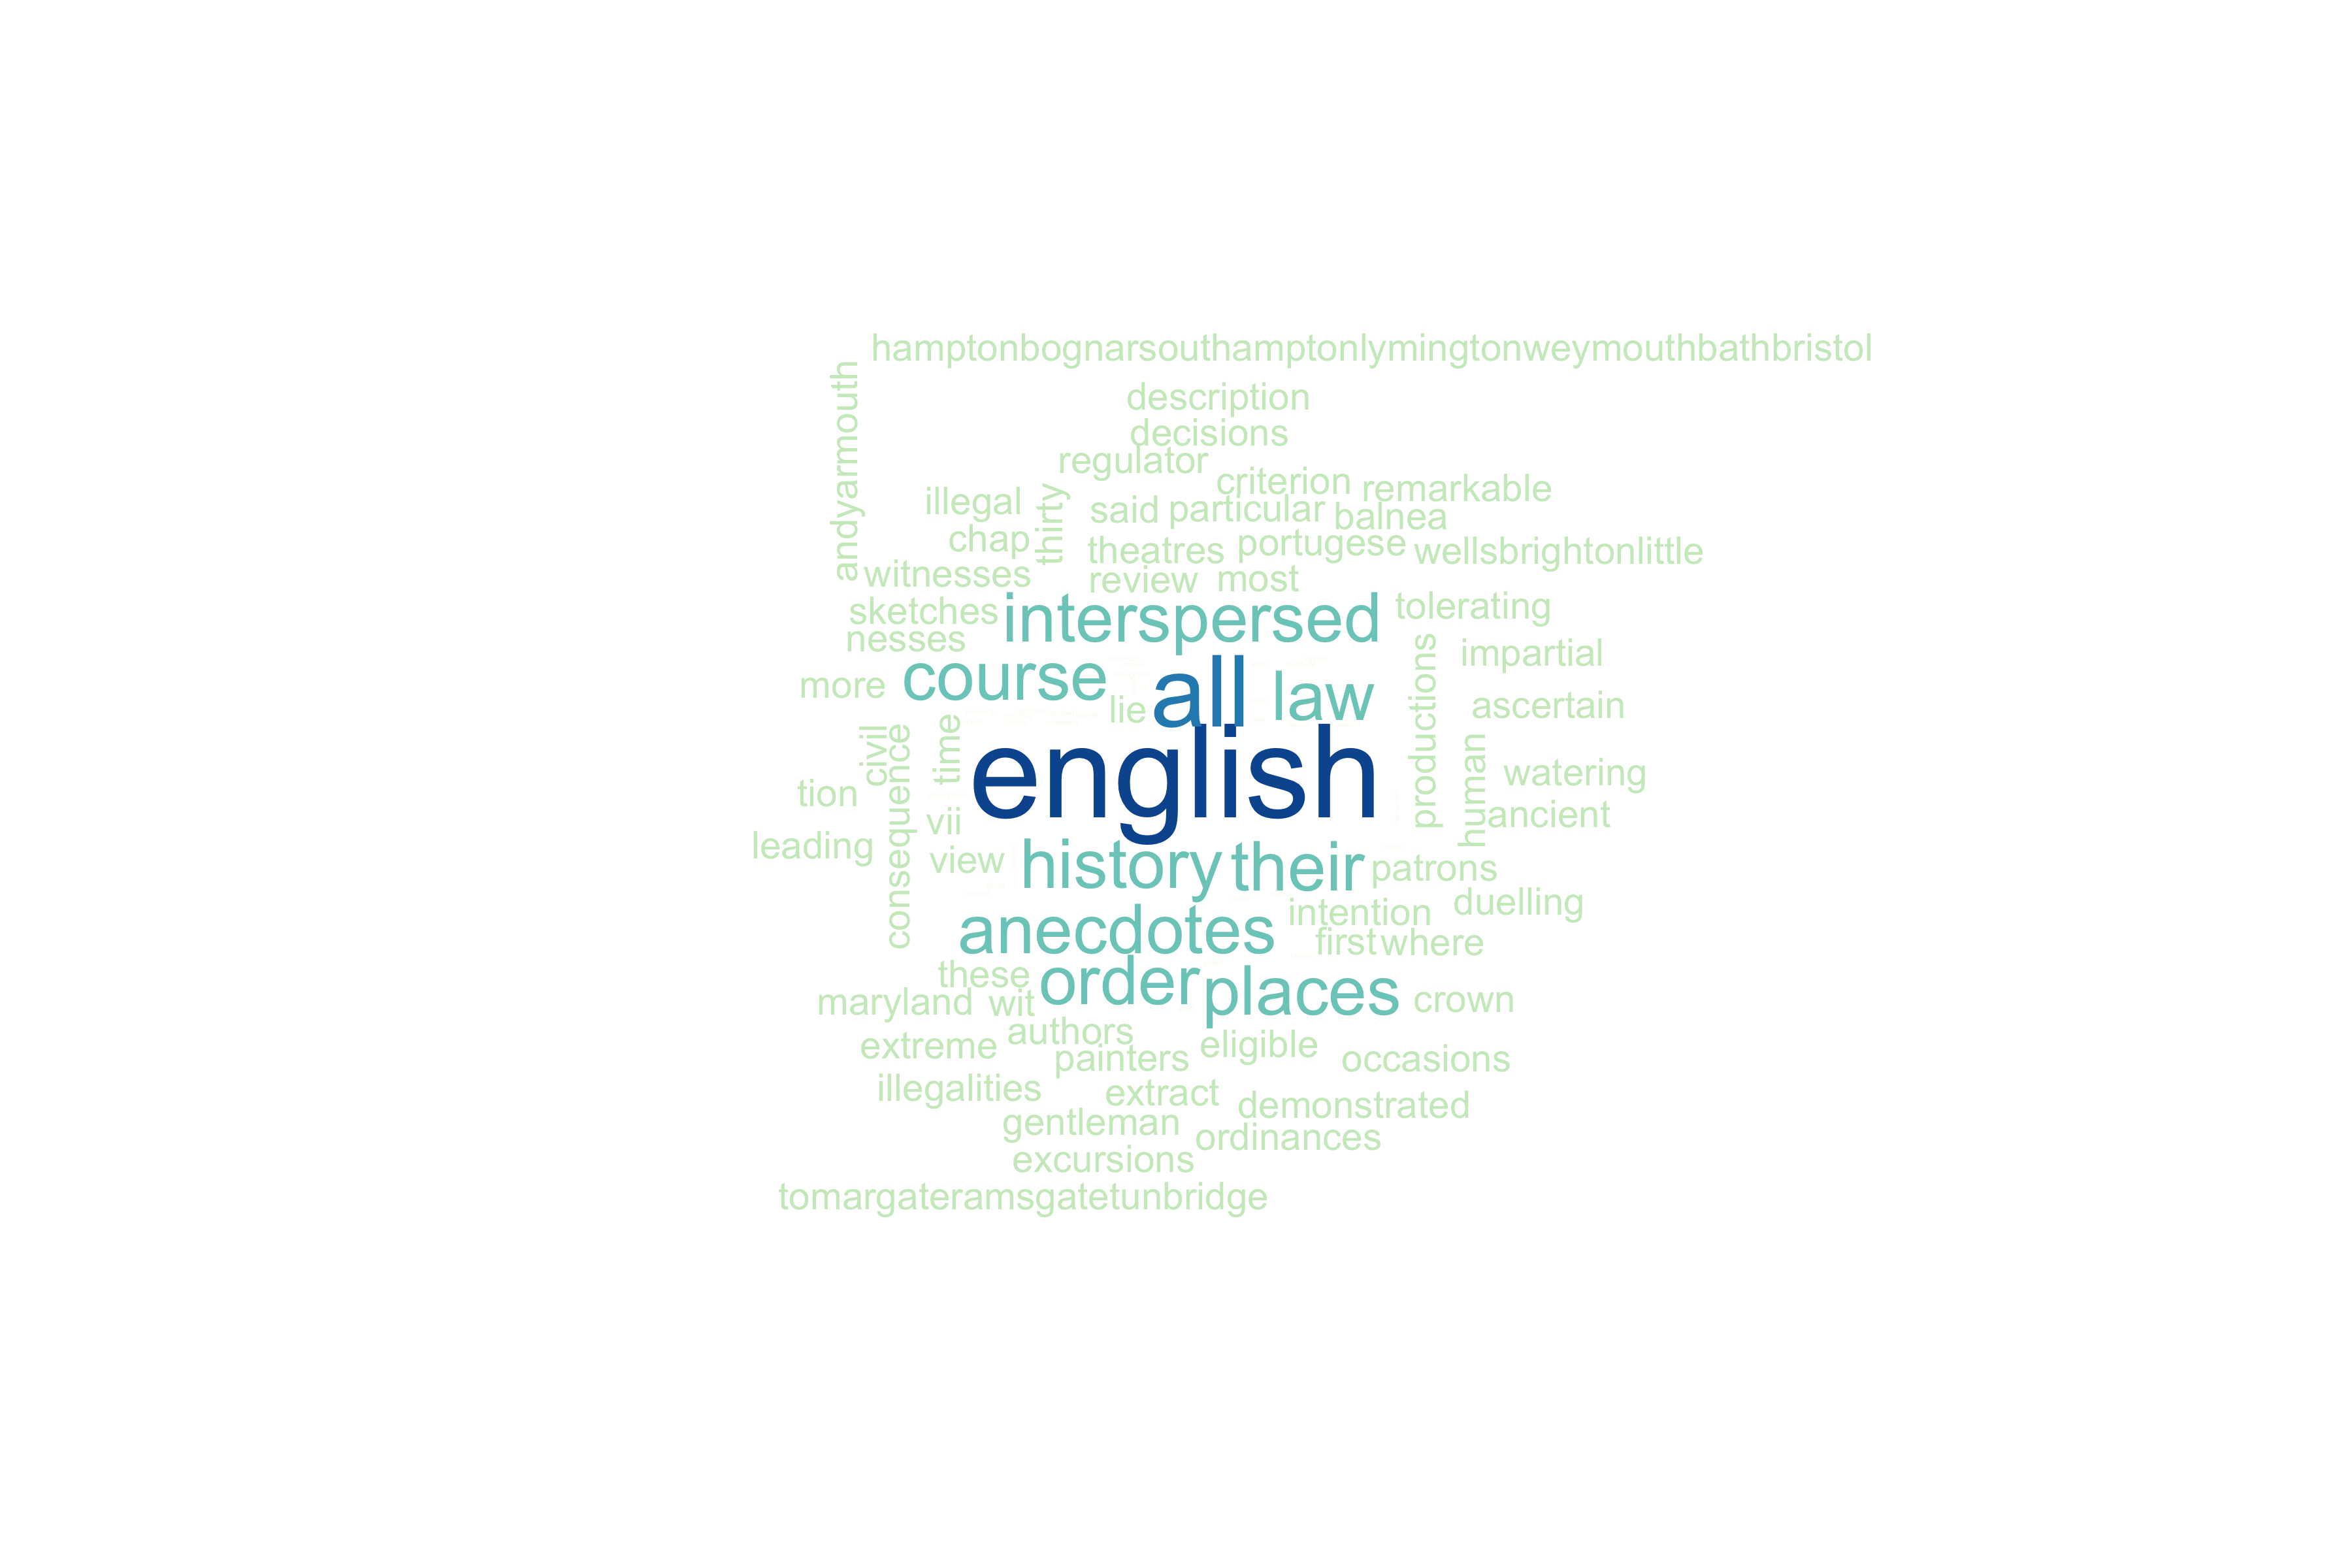 hamptonbognarsouthamptonlymingtonweymouthbathbristol
andyarmouth
description
decisions
regulator
criterion
remarkable
illegal
thirty
said
particular
balnea
chap
theatres
portugese
wellsbrightonlittle
witnesses
review
most
sketches
interspersed
tolerating
nesses
impartial
course
all
law
productions
more
lie
ascertain
civil
consequence
time
english
human
watering
tion
vii
ancient
leading
view
history
their
patrons
anecdotes
intention
duelling
first
where
these
order
places
maryland
wit
crown
authors
extreme
painters
eligible
occasions
illegalities
extract
demonstrated
gentleman
ordinances
excursions
tomargateramsgatetunbridge